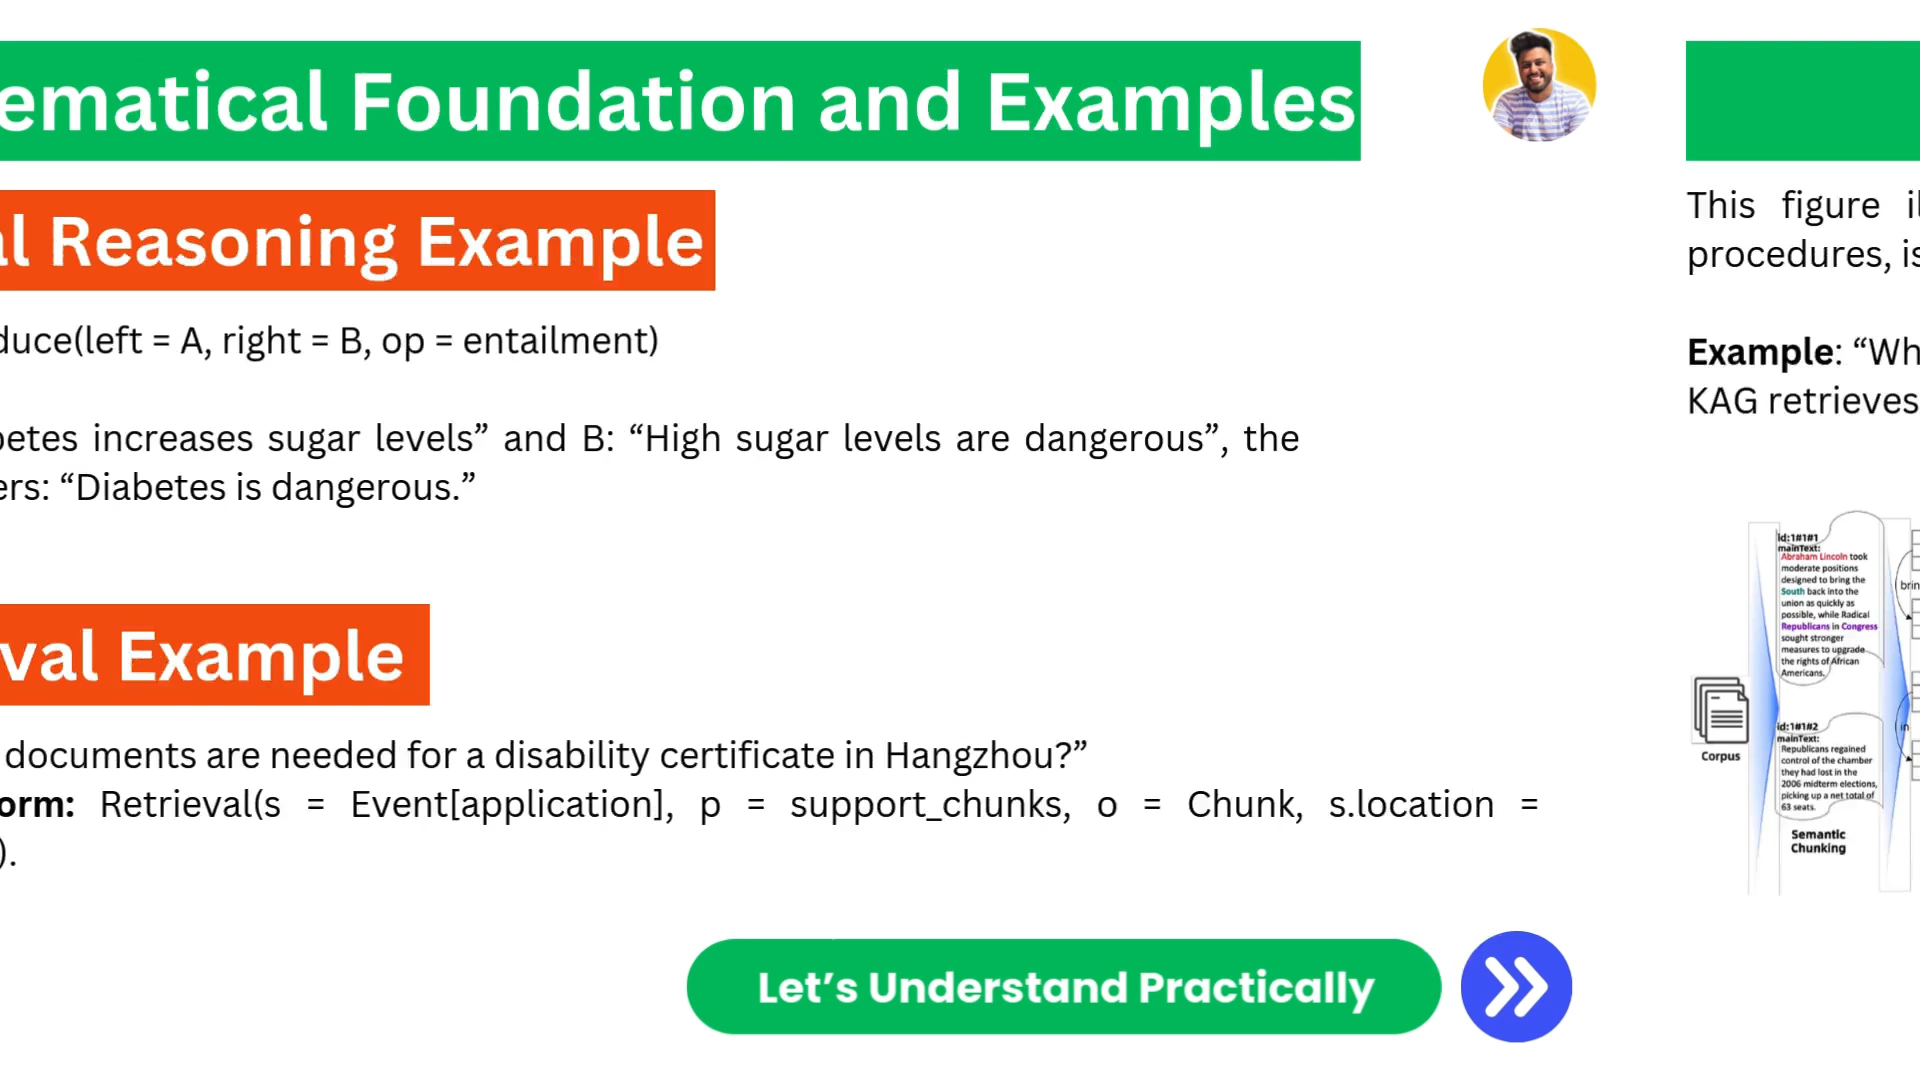 ematical Foundation and Examples
al Reasoning Example
duce(left = A, right = B, op = entailment)
betes increases sugar levels” and B: “High sugar levels are dangerous”, the
ers: “Diabetes is dangerous.”
val Example
documents are needed for a disability certificate in Hangzhou?”
orm: Retrieval(s = Event[application], p = support_chunks, o = Chunk, s.location =
).
Let’s Understand Practically
This figure il
procedures, is
Example: “Wh
KAG retrieves
id:1#1#1
mainText:
Abraham Lincoln took
moderate positions
designed to bring the
South back into the
union as quickly as
possible, while Radical
Republicans in Congress
sought stronger
measures to upgrade
the rights of African
Americans.
brin
Corpus
id:1#1#2
mainText:
Republicans regained
control of the chamber
they had lost in the
2006 midterm elections,
picking up a net total of
63 seats.
in
Semantic
Chunking